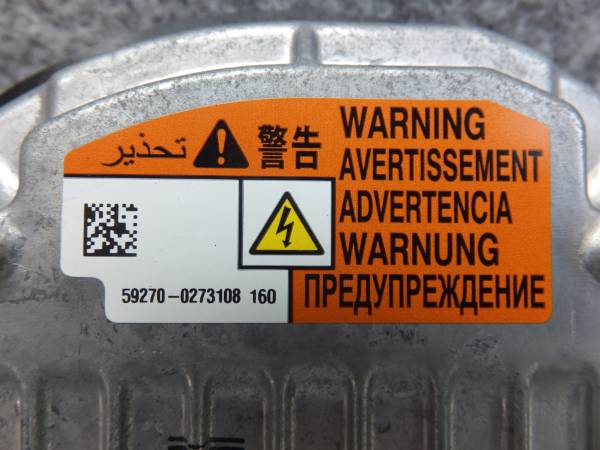 تحذير 警告 WARNING
AVERTISSEMENT
ADVERTENCIA
WARNUNG
59270-0273108 160 ПРЕДУПРЕЖДЕНИЕ